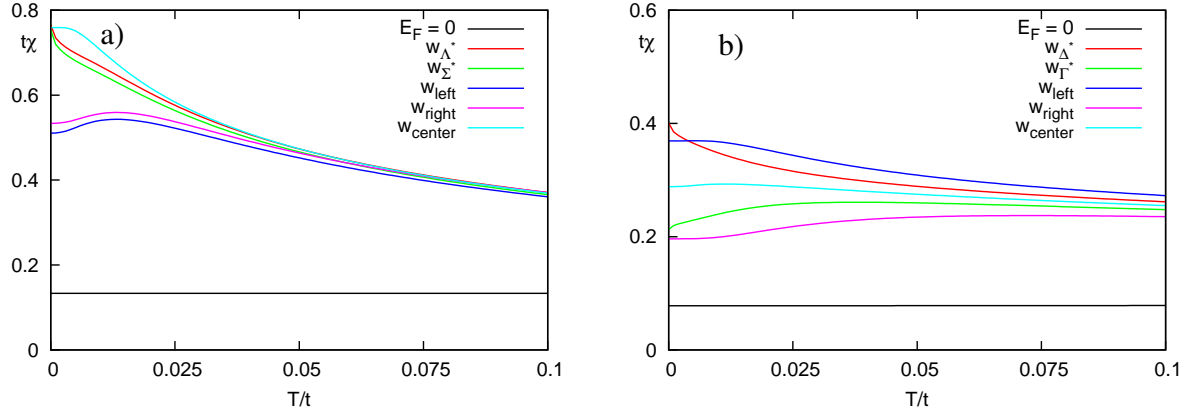 0.8
0.6
0.4
0.2
0
tχ
a)
E_F = 0
w_Λ*
w_Σ*
w_left
w_right
w_center
0 0.025 0.05 0.075 0.1
T/t
0.6
0.4
0.2
0
tχ
b)
E_F = 0
w_Δ*
w_Γ*
w_left
w_right
w_center
0 0.025 0.05 0.075 0.1
T/t